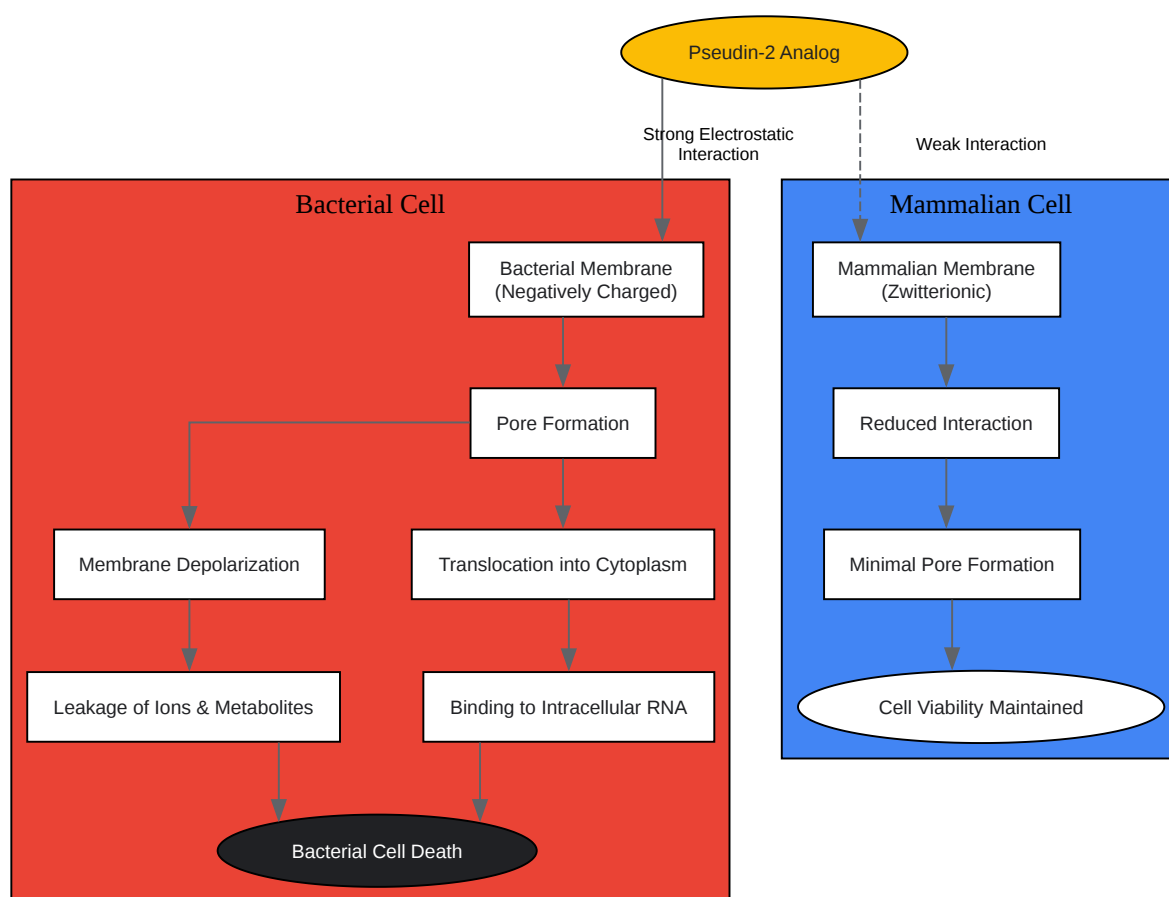 Pseudin-2 Analog
Strong Electrostatic
Interaction
Weak Interaction
Bacterial Cell
Mammalian Cell
Bacterial Membrane
(Negatively Charged)
Mammalian Membrane
(Zwitterionic)
Pore Formation
Reduced Interaction
Membrane Depolarization
Translocation into Cytoplasm
Minimal Pore Formation
Leakage of Ions & Metabolites
Binding to Intracellular RNA
Cell Viability Maintained
Bacterial Cell Death